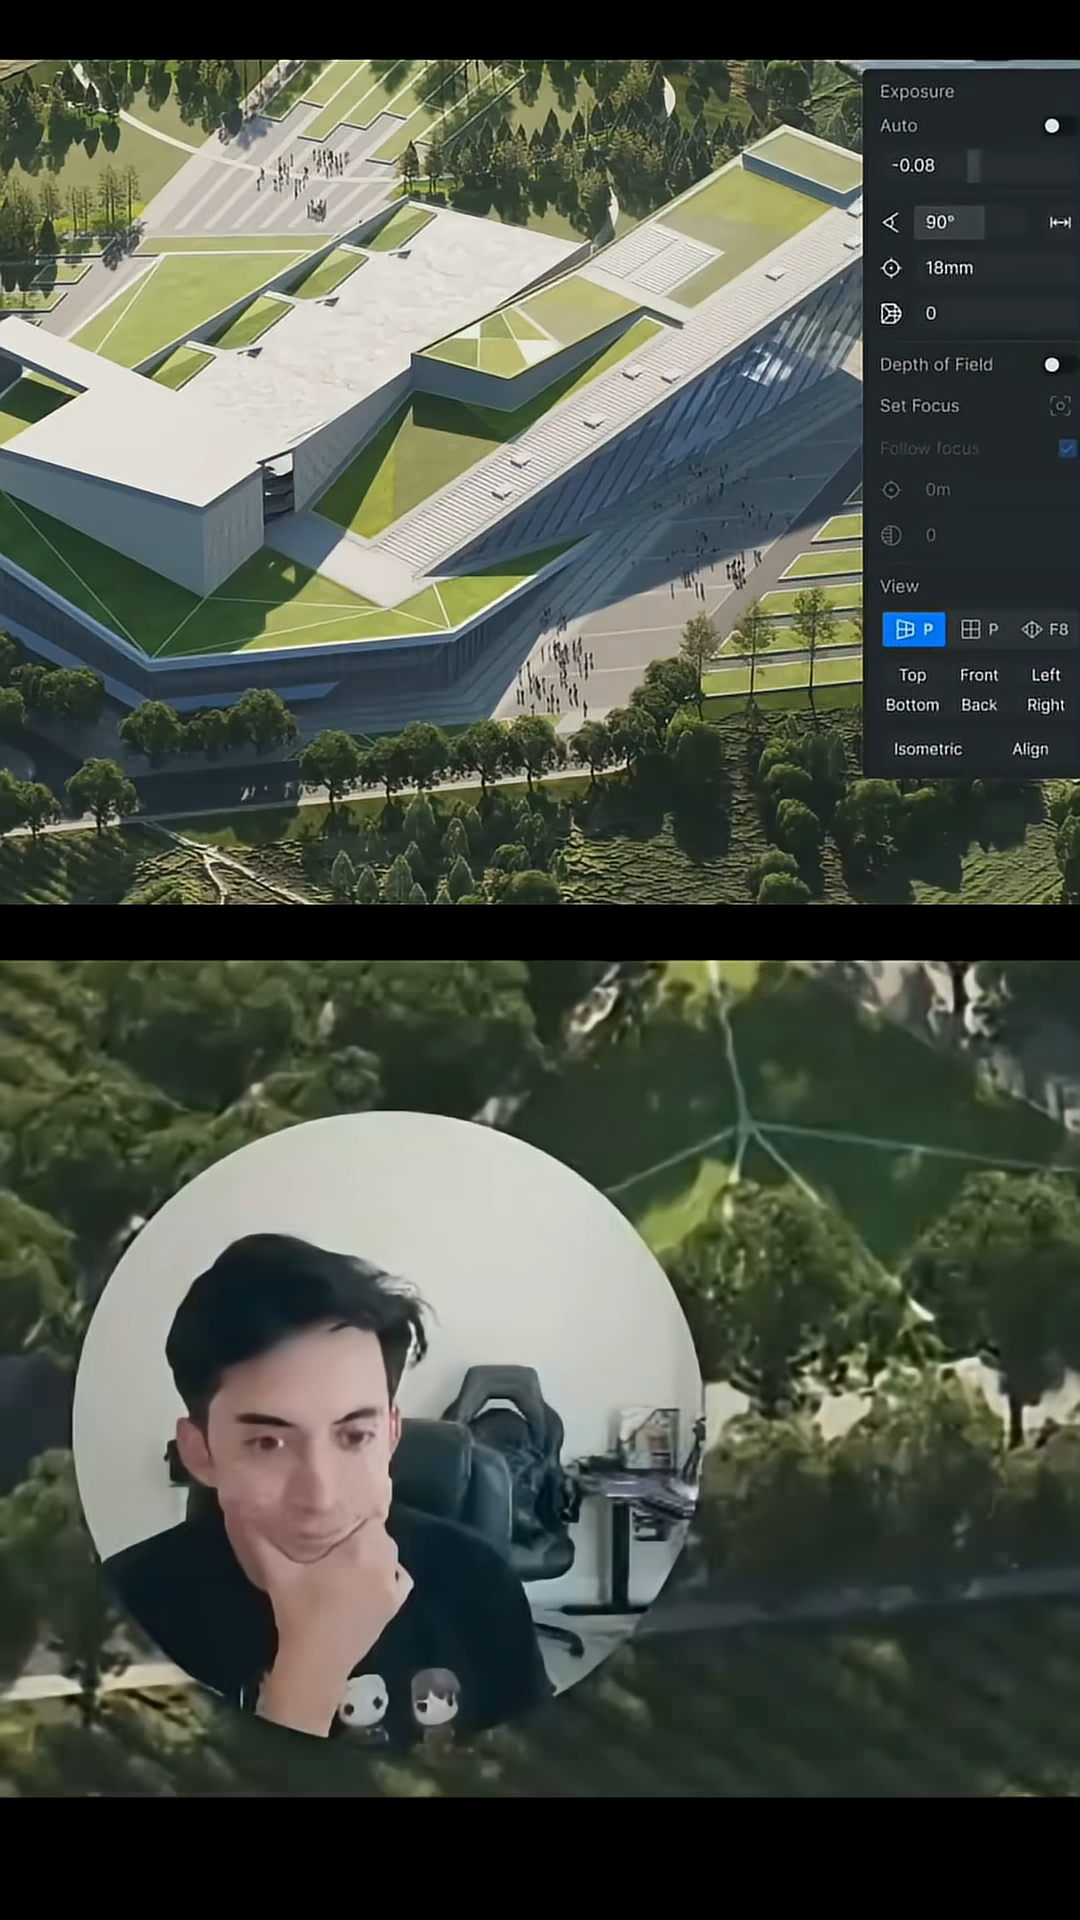 Exposure
Auto
-0.08
90°
18mm
0
Depth of Field
Set Focus
Follow focus
0m
0
View
P P F8
Top Front Left
Bottom Back Right
Isometric Align